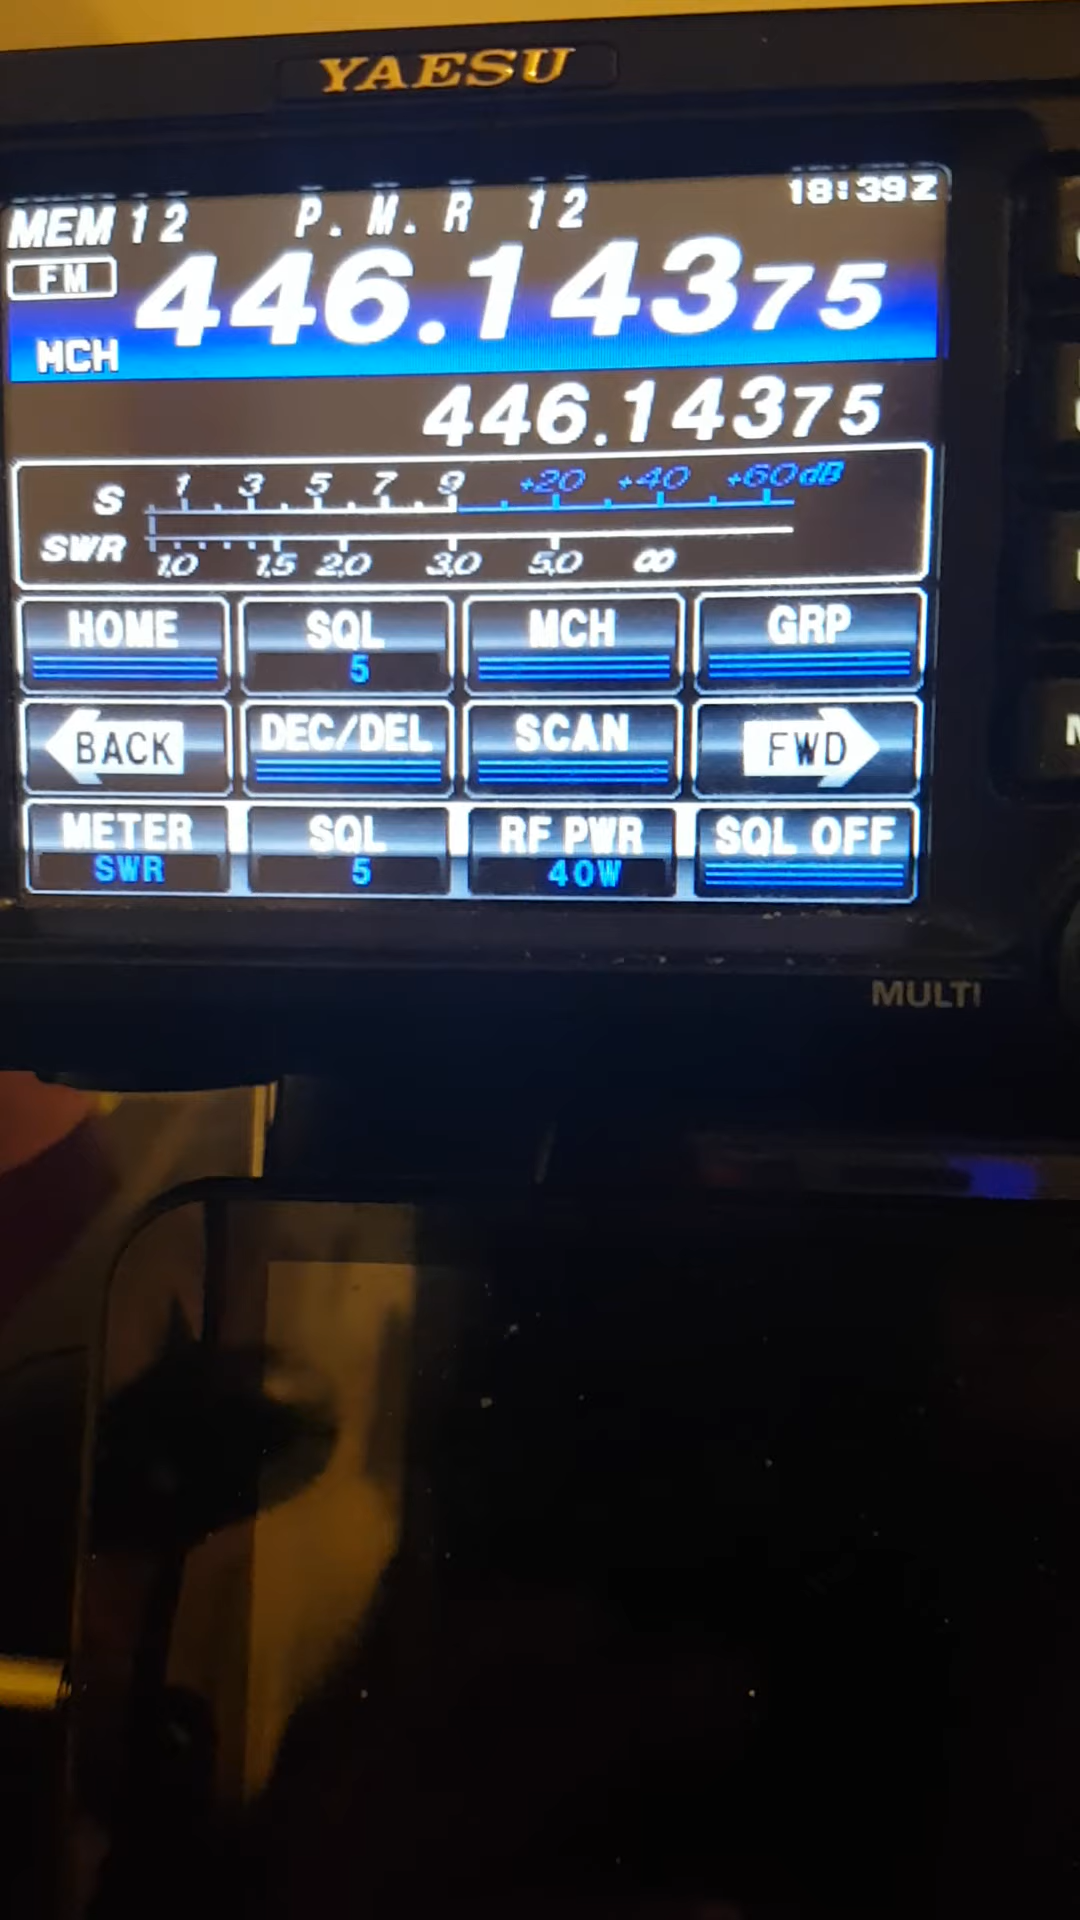 YAESU
18:39Z
MEM 12 P.M.R 12
FM 446.14375
MCH
446.14375
S 1 3 5 7 9 +20 +40 +60dB
SWR 1.0 1.5 2.0 3.0 5.0 ∞
HOME SQL MCH GRP
5
BACK DEC/DEL SCAN FWD
METER SQL RF PWR SQL OFF
SWR 5 40W
MULTI